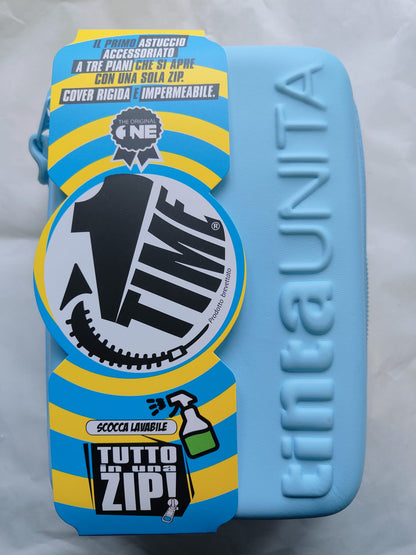 IL PRIMO ASTUCCIO
ACCESSORIATO
A TRE PIANI CHE SI APRE
CON UNA SOLA ZIP.
COVER RIGIDA E IMPERMEABILE.
THE ORIGINAL
ONE
1
TIME®
Prodotto brevettato
SCOCCA LAVABILE
TUTTO
in una
ZIP!
tintaUNITA